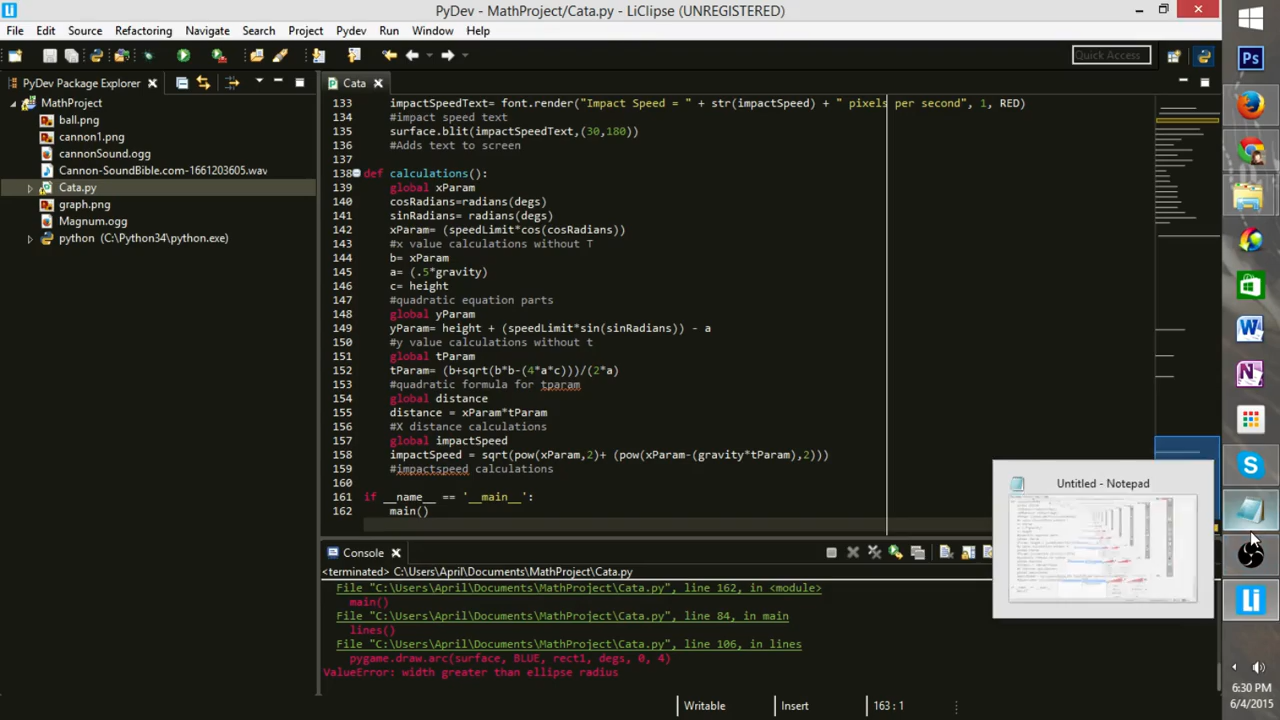 PyDev - MathProject/Cata.py - LiClipse (UNREGISTERED)
File Edit Source Refactoring Navigate Search Project Pydev Run Window Help
Quick Access
PyDev Package Explorer
Cata
MathProject
ball.png
cannon1.png
cannonSound.ogg
Cannon-SoundBible.com-1661203605.wav
Cata.py
graph.png
Magnum.ogg
python (C:\Python34\python.exe)
133 impactSpeedText= font.render("Impact Speed = " + str(impactSpeed) + " pixels per second", 1, RED)
134 #impact speed text
135 surface.blit(impactSpeedText,(30,180))
136 #Adds text to screen
137
138 def calculations():
139 global xParam
140 cosRadians=radians(degs)
141 sinRadians= radians(degs)
142 xParam= (speedLimit*cos(cosRadians))
143 #x value calculations without T
144 b= xParam
145 a= (.5*gravity)
146 c= height
147 #quadratic equation parts
148 global yParam
149 yParam= height + (speedLimit*sin(sinRadians)) - a
150 #y value calculations without t
151 global tParam
152 tParam= (b+sqrt(b*b-(4*a*c)))/(2*a)
153 #quadratic formula for tparam
154 global distance
155 distance = xParam*tParam
156 #X distance calculations
157 global impactSpeed
158 impactSpeed = sqrt(pow(xParam,2)+ (pow(xParam-(gravity*tParam),2)))
159 #impactspeed calculations
160
161 if __name__ == '__main__':
162 main()
Untitled - Notepad
Console
<terminated> C:\Users\April\Documents\MathProject\Cata.py
File "C:\Users\April\Documents\MathProject\Cata.py", line 162, in <module>
main()
File "C:\Users\April\Documents\MathProject\Cata.py", line 84, in main
lines()
File "C:\Users\April\Documents\MathProject\Cata.py", line 106, in lines
pygame.draw.arc(surface, BLUE, rect1, degs, 0, 4)
ValueError: width greater than ellipse radius
Writable Insert 163 : 1
Ps
Li
6:30 PM
6/4/2015